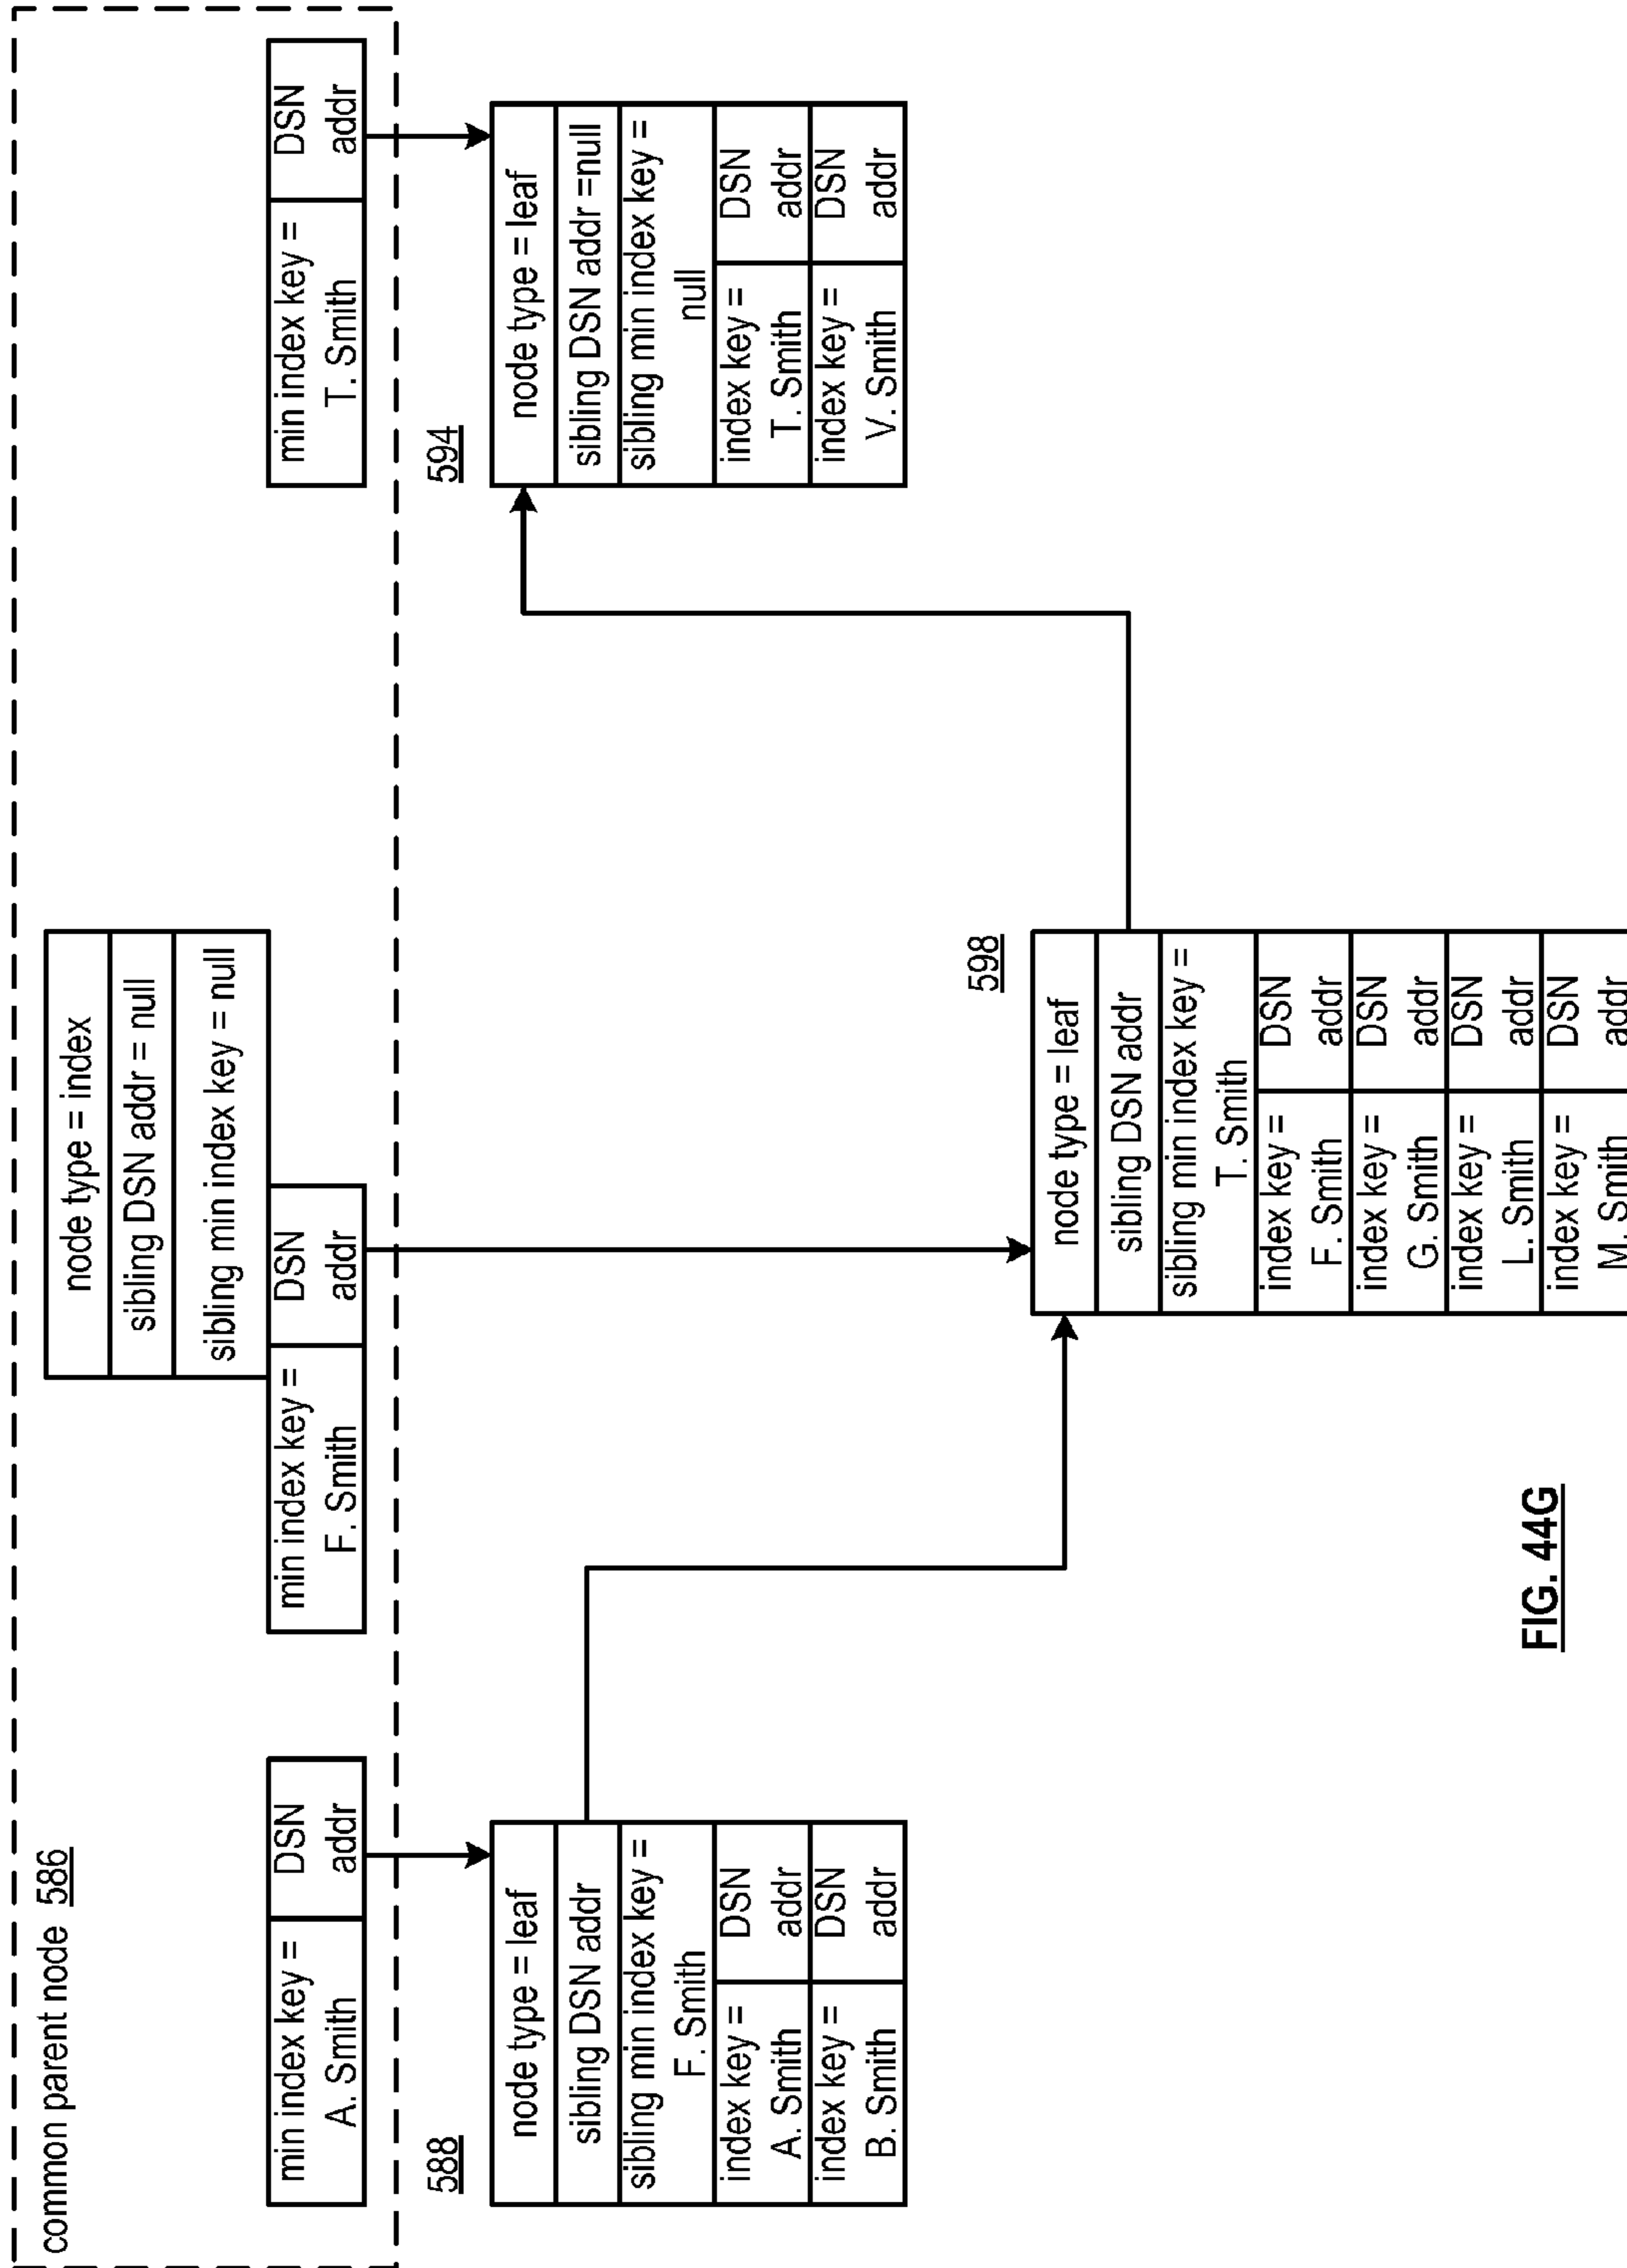 common parent node 586
node type = index
sibling DSN addr = null
sibling min index key = null
min index key =
A. Smith
DSN
addr
min index key =
F. Smith
DSN
addr
min index key =
T. Smith
DSN
addr
588
node type = leaf
sibling DSN addr
sibling min index key =
F. Smith
index key =
A. Smith
DSN
addr
index key =
B. Smith
DSN
addr
594
node type = leaf
sibling DSN addr =null
sibling min index key =
null
index key =
T. Smith
DSN
addr
index key =
V. Smith
DSN
addr
598
node type = leaf
sibling DSN addr
sibling min index key =
T. Smith
index key =
F. Smith
DSN
addr
index key =
G. Smith
DSN
addr
index key =
L. Smith
DSN
addr
index key =
M. Smith
DSN
addr
FIG. 44G